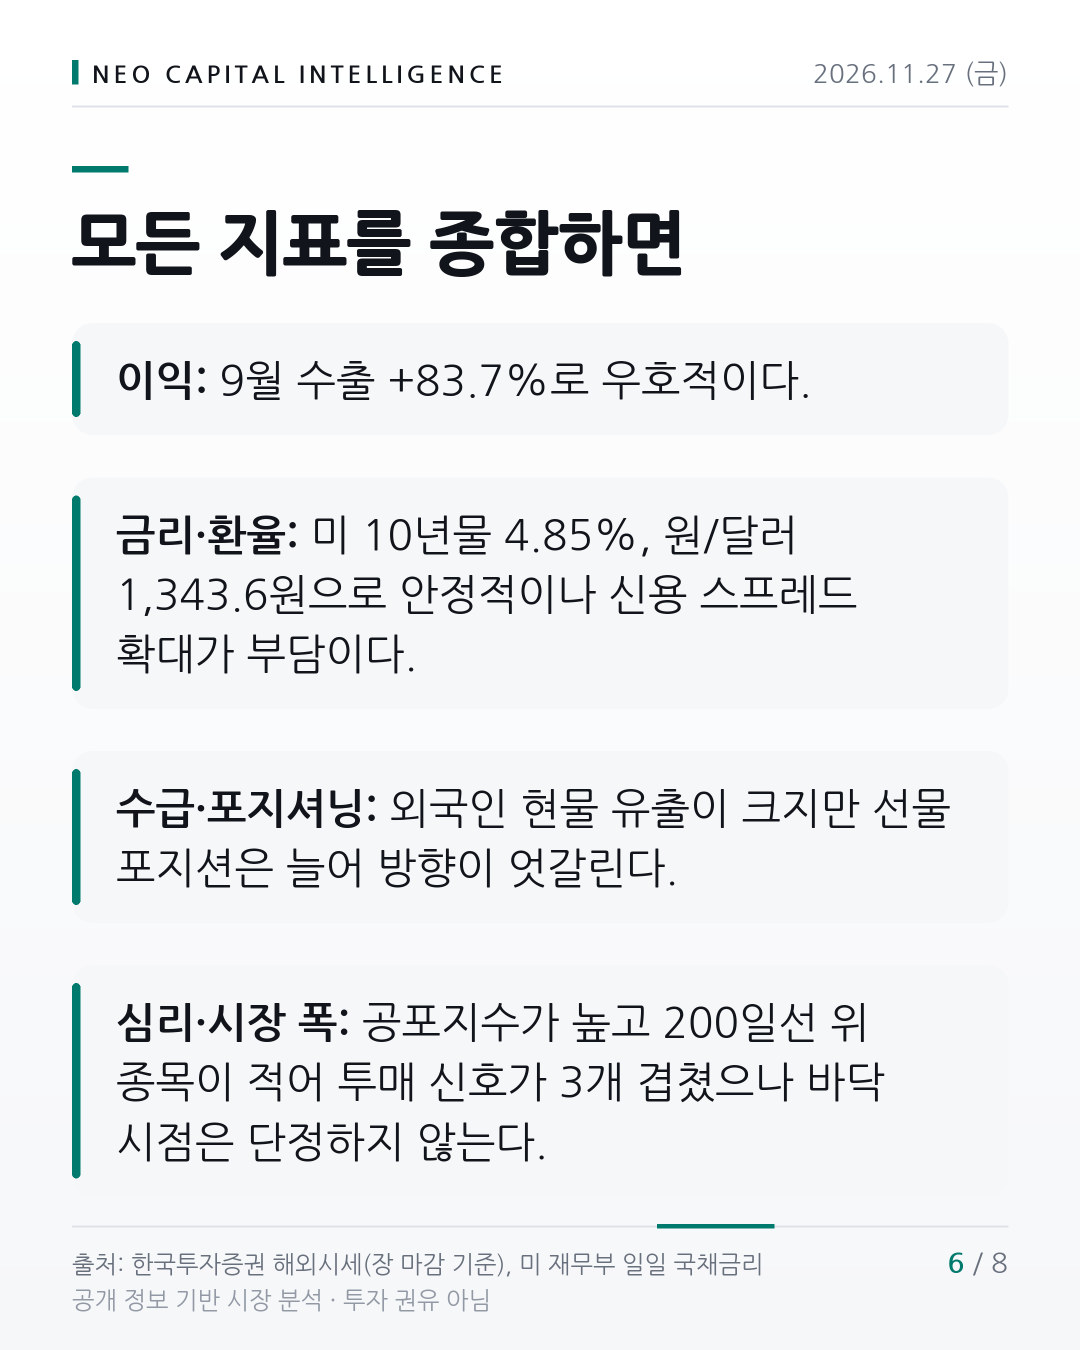 NEO CAPITAL INTELLIGENCE
2026.11.27 (금)
모든 지표를 종합하면
이익: 9월 수출 +83.7%로 우호적이다.
금리·환율: 미 10년물 4.85%, 원/달러
1,343.6원으로 안정적이나 신용 스프레드
확대가 부담이다.
수급·포지셔닝: 외국인 현물 유출이 크지만 선물
포지션은 늘어 방향이 엇갈린다.
심리·시장 폭: 공포지수가 높고 200일선 위
종목이 적어 투매 신호가 3개 겹쳤으나 바닥
시점은 단정하지 않는다.
출처: 한국투자증권 해외시세(장 마감 기준), 미 재무부 일일 국채금리
6 / 8
공개 정보 기반 시장 분석 · 투자 권유 아님